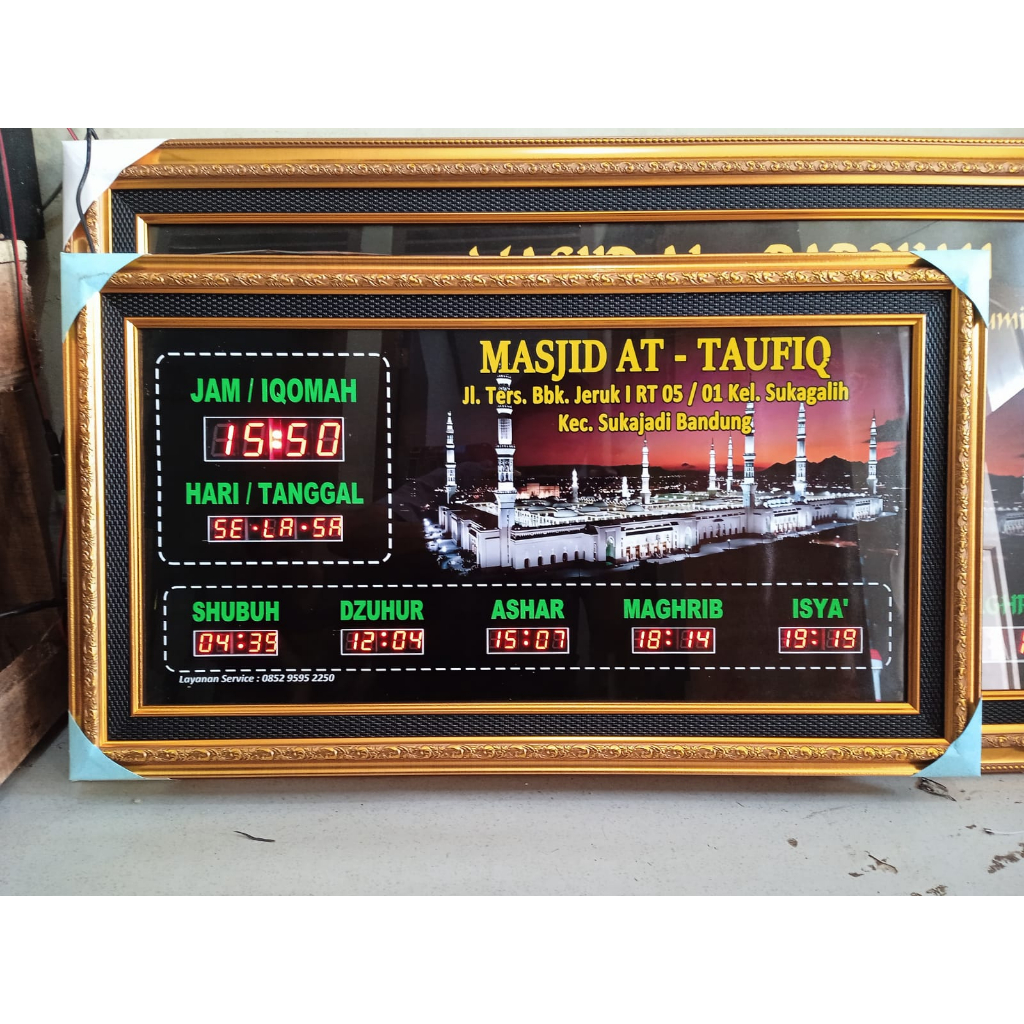 MASJID AT - TAUFIQ
Jl. Ters. Bbk. Jeruk I RT 05 / 01 Kel. Sukagalih
Kec. Sukajadi Bandung
JAM / IQOMAH
15:50
HARI / TANGGAL
SE-LA-SA
SHUBUH DZUHUR ASHAR MAGHRIB ISYA'
04:39 12:04 15:07 18:14 19:19
Layanan Service : 0852 9595 2250